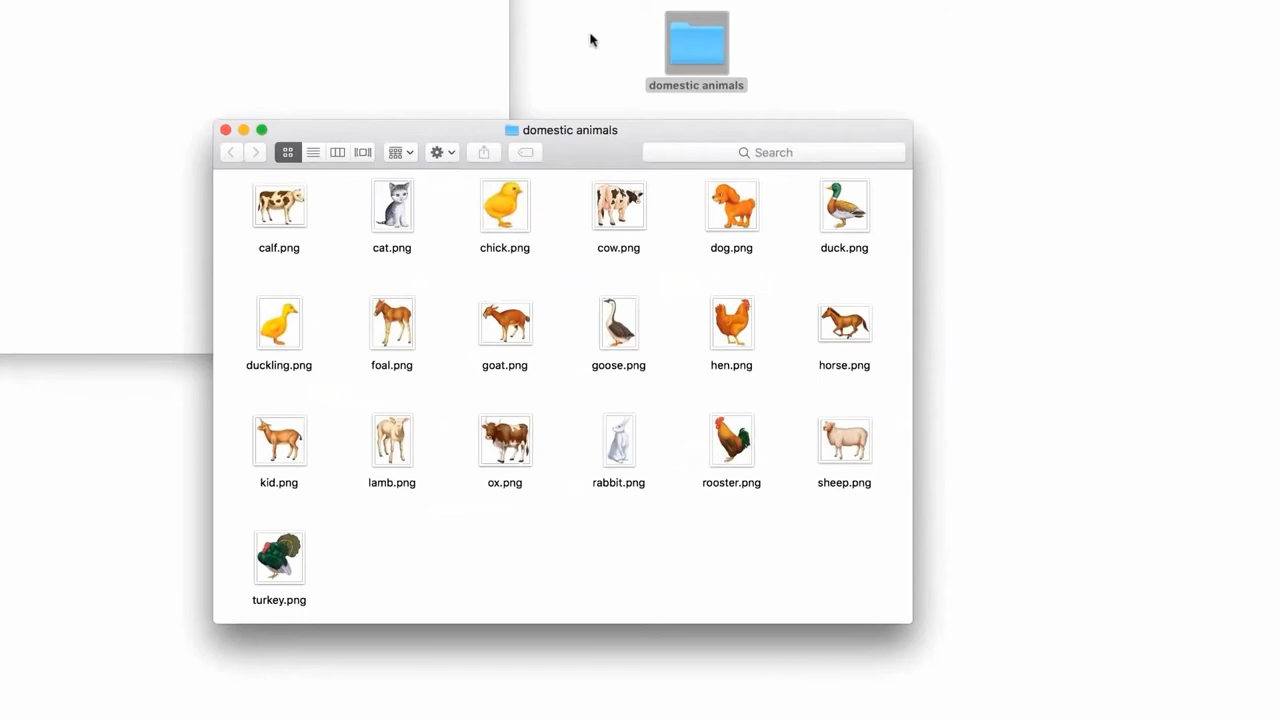 domestic animals
domestic animals
Search
calf.png
cat.png
chick.png
cow.png
dog.png
duck.png
duckling.png
foal.png
goat.png
goose.png
hen.png
horse.png
kid.png
lamb.png
ox.png
rabbit.png
rooster.png
sheep.png
turkey.png